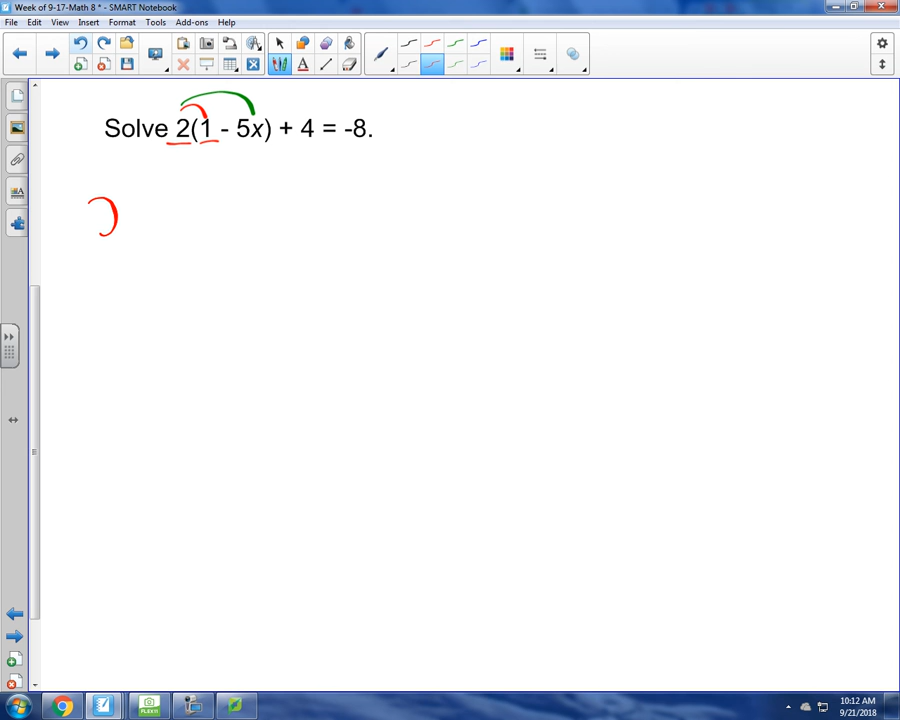 Week of 9-17-Math 8 * - SMART Notebook
File Edit View Insert Format Tools Add-ons Help
Solve 2(1 - 5x) + 4 = -8.
10:12 AM
9/21/2018